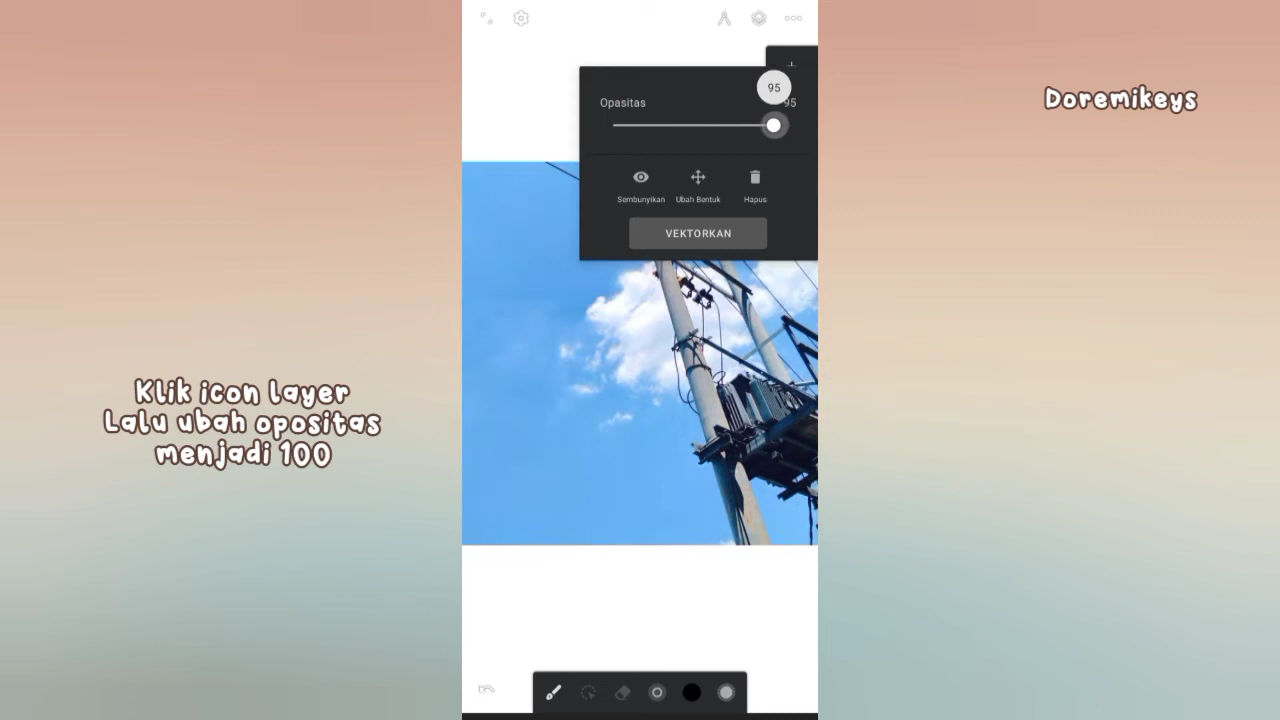 Doremikeys
95
Opasitas
95
Sembunyikan
Ubah Bentuk
Hapus
VEKTORKAN
Klik icon layer
Lalu ubah opositas
menjadi 100